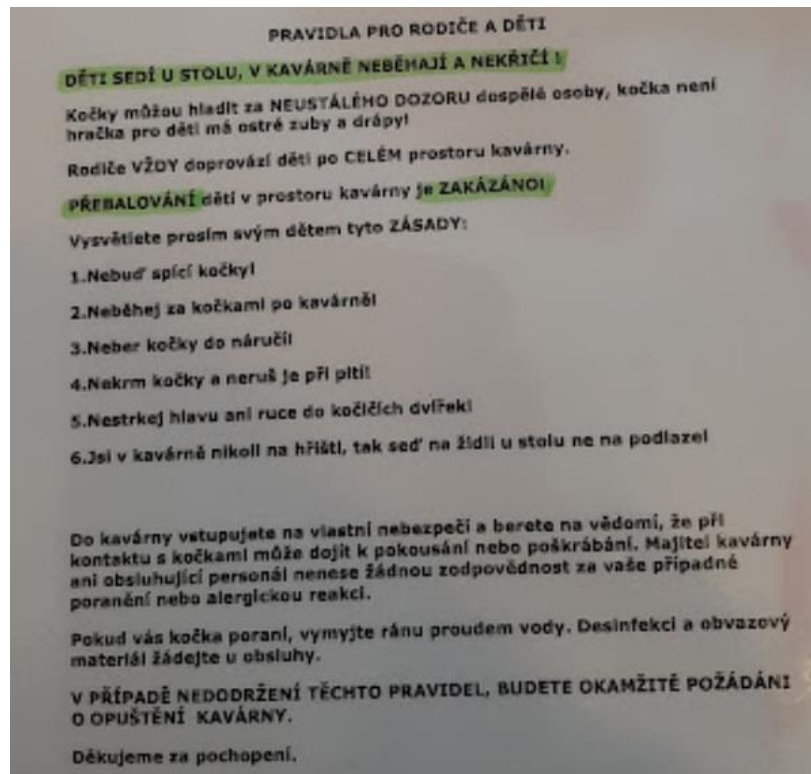 PRAVIDLA PRO RODIČE A DĚTI
DĚTI SEDÍ U STOLU, V KAVÁRNĚ NEBĚHAJÍ A NEKŘIČÍ !
Kočky můžou hladit za NEUSTÁLÉHO DOZORU dospělé osoby, kočka není
hračka pro děti má ostré zuby a drápy!
Rodiče VŽDY doprovází děti po CELÉM prostoru kavárny.
PŘEBALOVÁNÍ dětí v prostoru kavárny je ZAKÁZÁNO!
Vysvětlete prosím svým dětem tyto ZÁSADY:
1.Nebuď spící kočky!
2.Neběhej za kočkami po kavárně!
3.Neber kočky do náručí!
4.Nekrm kočky a neruš je při pití!
5.Nestrkej hlavu ani ruce do kočičích dvířek!
6.Jsi v kavárně nikoli na hřišti, tak seď na židli u stolu ne na podlaze!
Do kavárny vstupujete na vlastní nebezpečí a berete na vědomí, že při
kontaktu s kočkami může dojít k pokousání nebo poškrábání. Majitel kavárny
ani obsluhující personál nenese žádnou zodpovědnost za vaše případné
poranění nebo alergickou reakci.
Pokud vás kočka poraní, vymyjte ránu proudem vody. Desinfekci a obvazový
materiál žádejte u obsluhy.
V PŘÍPADĚ NEDODRŽENÍ TĚCHTO PRAVIDEL, BUDETE OKAMŽITĚ POŽÁDÁNI
O OPUŠTĚNÍ KAVÁRNY.
Děkujeme za pochopení.